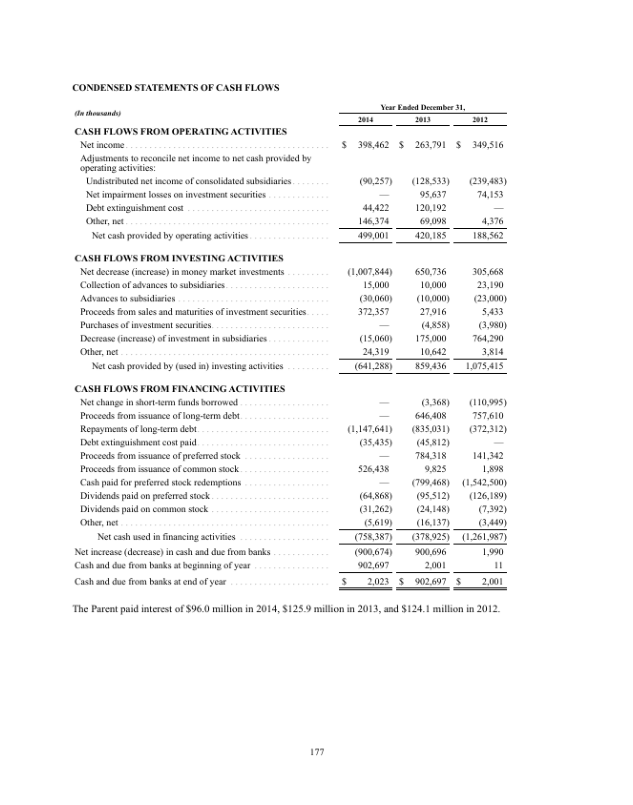 CONDENSED STATEMENTS OF CASH FLOWS
(In thousands) Year Ended December 31,
2014 2013 2012
CASH FLOWS FROM OPERATING ACTIVITIES
Net income $ 398,462 $ 263,791 $ 349,516
Adjustments to reconcile net income to net cash provided by
operating activities:
Undistributed net income of consolidated subsidiaries (90,257) (128,533) (239,483)
Net impairment losses on investment securities — 95,637 74,153
Debt extinguishment cost 44,422 120,192 —
Other, net 146,374 69,098 4,376
Net cash provided by operating activities 499,001 420,185 188,562
CASH FLOWS FROM INVESTING ACTIVITIES
Net decrease (increase) in money market investments (1,007,844) 650,736 305,668
Collection of advances to subsidiaries 15,000 10,000 23,190
Advances to subsidiaries (30,060) (10,000) (23,000)
Proceeds from sales and maturities of investment securities 372,357 27,916 5,433
Purchases of investment securities — (4,858) (3,980)
Decrease (increase) of investment in subsidiaries (15,060) 175,000 764,290
Other, net 24,319 10,642 3,814
Net cash provided by (used in) investing activities (641,288) 859,436 1,075,415
CASH FLOWS FROM FINANCING ACTIVITIES
Net change in short-term funds borrowed — (3,368) (110,995)
Proceeds from issuance of long-term debt — 646,408 757,610
Repayments of long-term debt (1,147,641) (835,031) (372,312)
Debt extinguishment cost paid (35,435) (45,812) —
Proceeds from issuance of preferred stock — 784,318 141,342
Proceeds from issuance of common stock 526,438 9,825 1,898
Cash paid for preferred stock redemptions — (799,468) (1,542,500)
Dividends paid on preferred stock (64,868) (95,512) (126,189)
Dividends paid on common stock (31,262) (24,148) (7,392)
Other, net (5,619) (16,137) (3,449)
Net cash used in financing activities (758,387) (378,925) (1,261,987)
Net increase (decrease) in cash and due from banks (900,674) 900,696 1,990
Cash and due from banks at beginning of year 902,697 2,001 11
Cash and due from banks at end of year $ 2,023 $ 902,697 $ 2,001
The Parent paid interest of $96.0 million in 2014, $125.9 million in 2013, and $124.1 million in 2012.
177